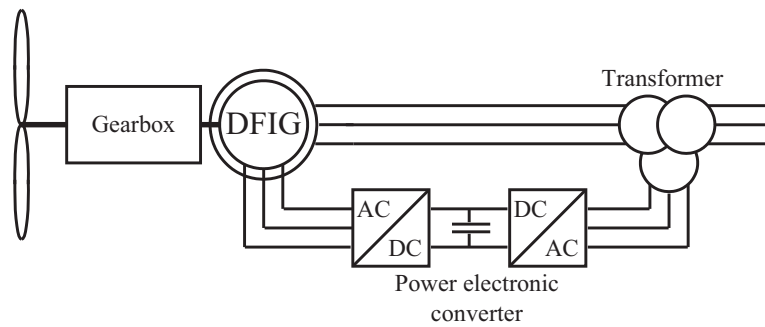 Transformer
Gearbox
DFIG
AC
DC
DC
AC
Power electronic
converter